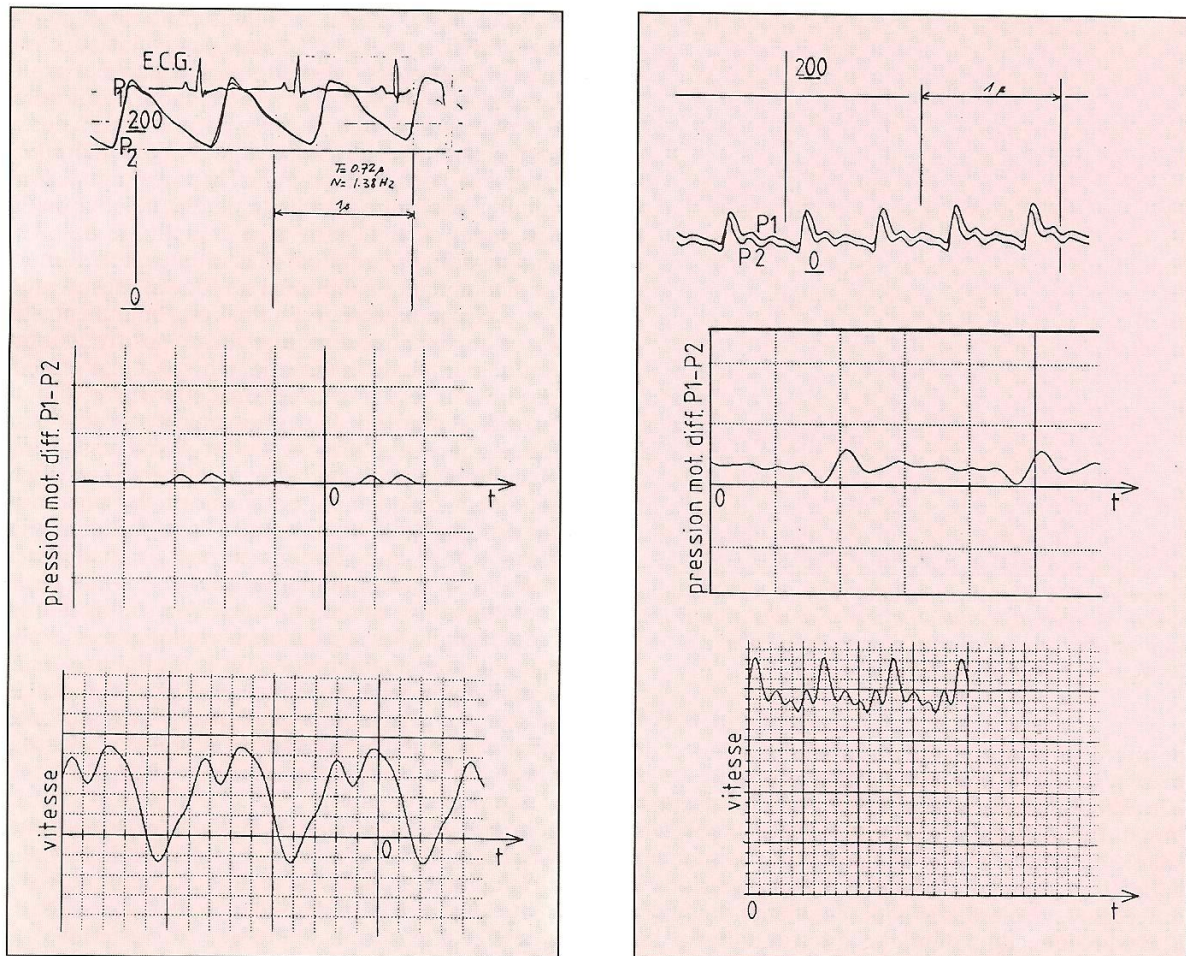 E.C.G.
P1
200
P2
T= 0.72 s
N= 1.38 Hz
1s
0
pression mot. diff. P1-P2
0
t
vitesse
0
t
200
1 s
P1
P2
0
pression mot. diff. P1-P2
0
t
vitesse
0
t